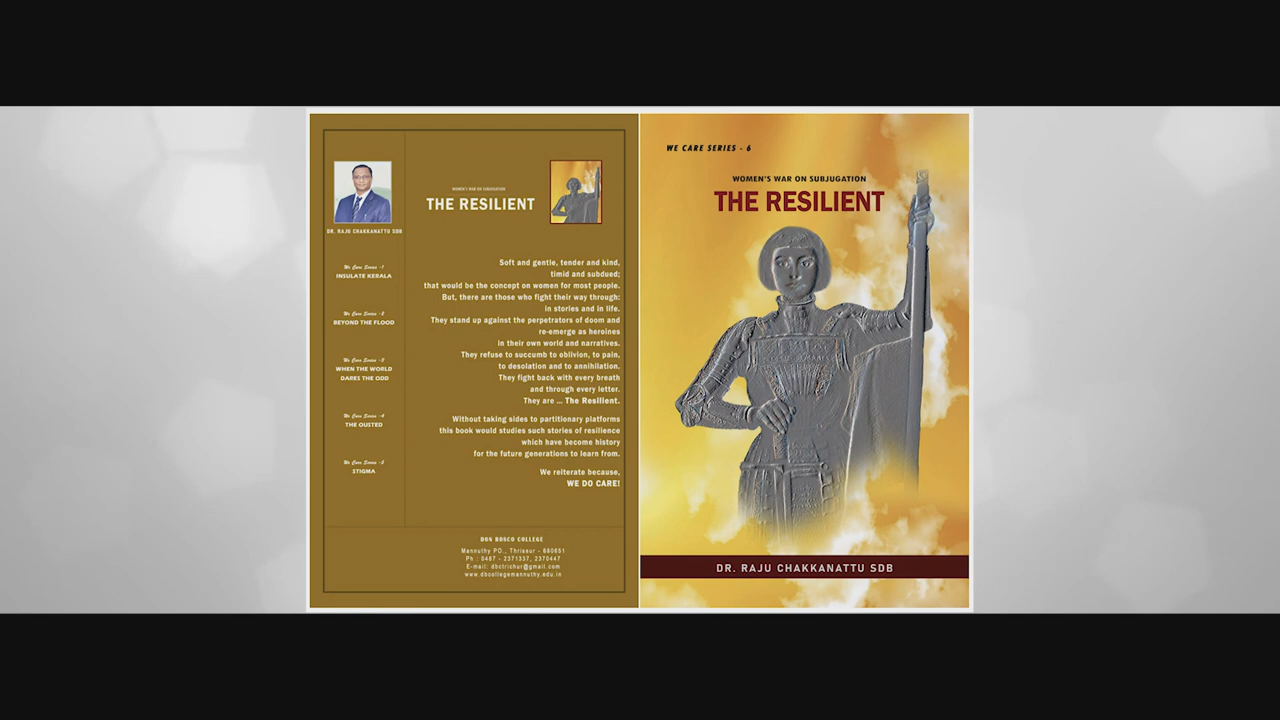 DR. RAJU CHAKKANATTU SDB
We Care Series -1
INSULATE KERALA
We Care Series -2
BEYOND THE FLOOD
We Care Series -3
WHEN THE WORLD
DARES THE ODD
We Care Series -4
THE OUSTED
We Care Series -5
STIGMA
WOMEN'S WAR ON SUBJUGATION
THE RESILIENT
Soft and gentle, tender and kind,
timid and subdued;
that would be the concept on women for most people.
But, there are those who fight their way through:
in stories and in life.
They stand up against the perpetrators of doom and
re-emerge as heroines
in their own world and narratives.
They refuse to succumb to oblivion, to pain,
to desolation and to annihilation.
They fight back with every breath
and through every letter.
They are ... The Resilient.
Without taking sides to partitionary platforms
this book would studies such stories of resilience
which have become history
for the future generations to learn from.
We reiterate because,
WE DO CARE!
DON BOSCO COLLEGE
Mannuthy PO., Thrissur - 680651
Ph : 0487 - 2371337, 2370447
E-mail: dbctrichur@gmail.com
www.dbcollegemannuthy.edu.in
WE CARE SERIES - 6
WOMEN'S WAR ON SUBJUGATION
THE RESILIENT
DR. RAJU CHAKKANATTU SDB